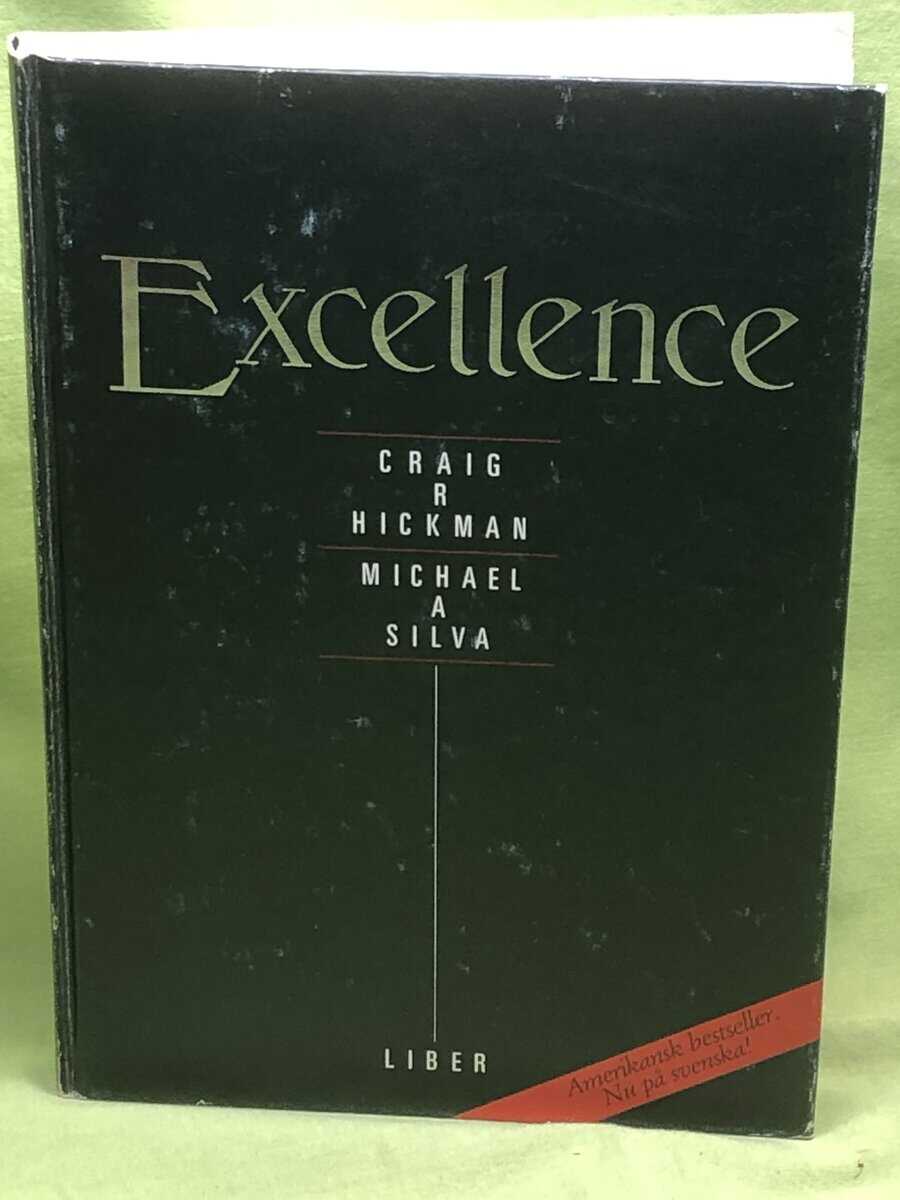 Excellence
CRAIG
R
HICKMAN
MICHAEL
A
SILVA
LIBER
Amerikansk bestseller.
Nu på svenska!